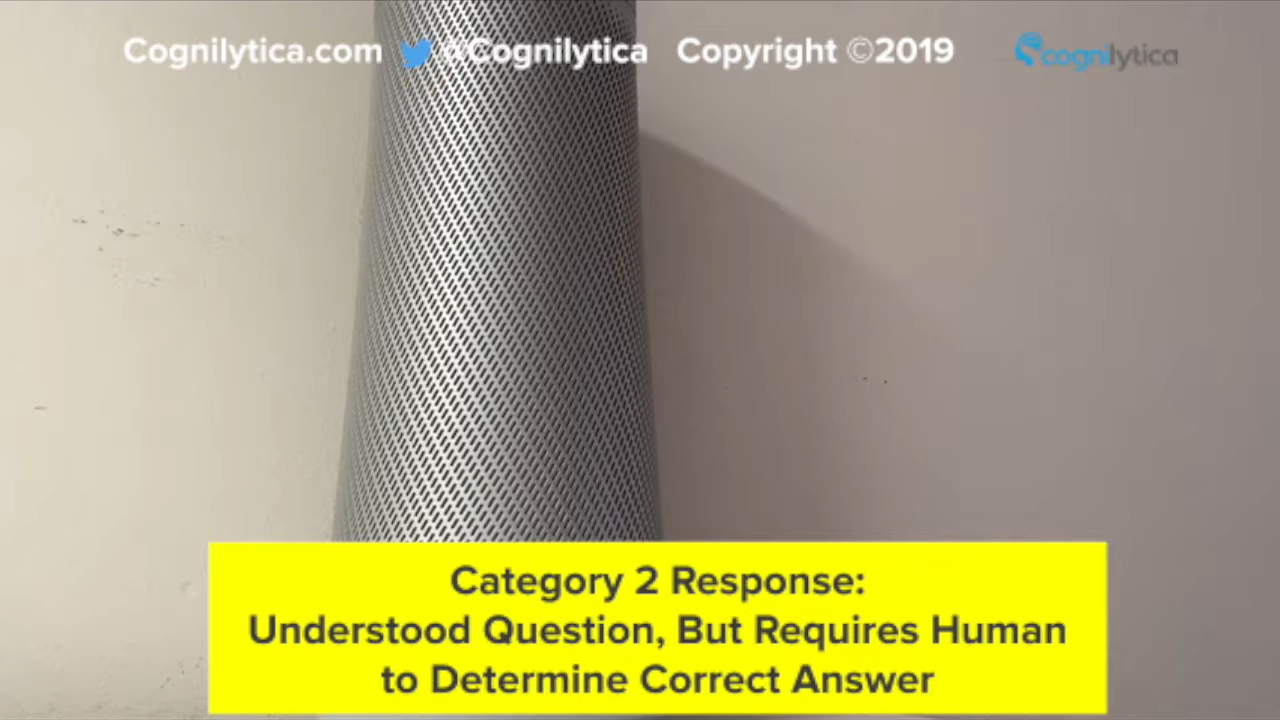 Cognilytica.com @Cognilytica Copyright ©2019 cognilytica
Category 2 Response:
Understood Question, But Requires Human
to Determine Correct Answer